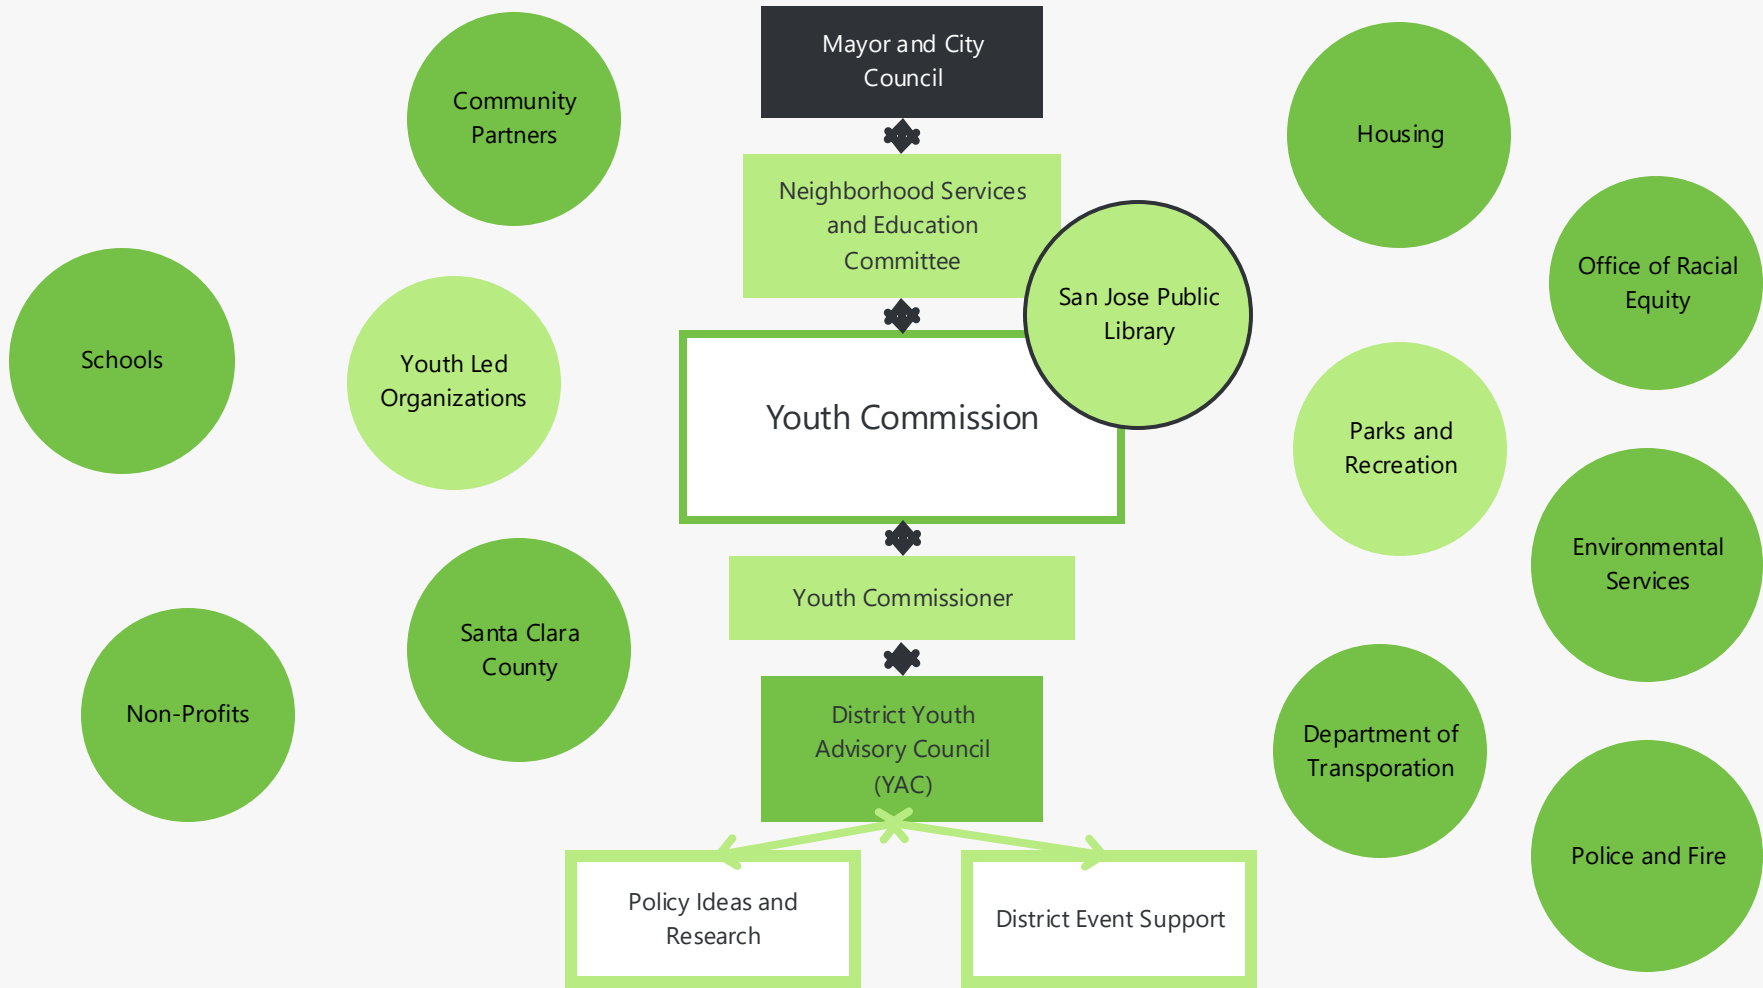 Mayor and City
Council
Community
Partners
Housing
Neighborhood Services
and Education
Committee
Office of Racial
Equity
San Jose Public
Library
Schools
Youth Led
Organizations
Youth Commission
Parks and
Recreation
Environmental
Services
Youth Commissioner
Santa Clara
County
Non-Profits
District Youth
Advisory Council
(YAC)
Department of
Transporation
Police and Fire
Policy Ideas and
Research
District Event Support